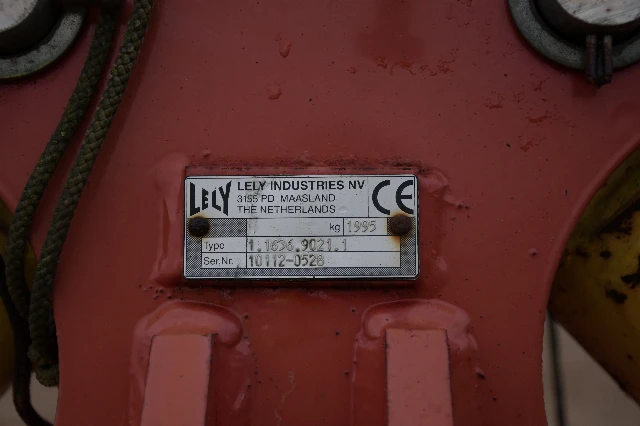 LELY
LELY INDUSTRIES NV
3155 PD MAASLAND
THE NETHERLANDS
CE
kg 1995
Type 1.1636.9021.1
Ser.Nr. 10112-0528